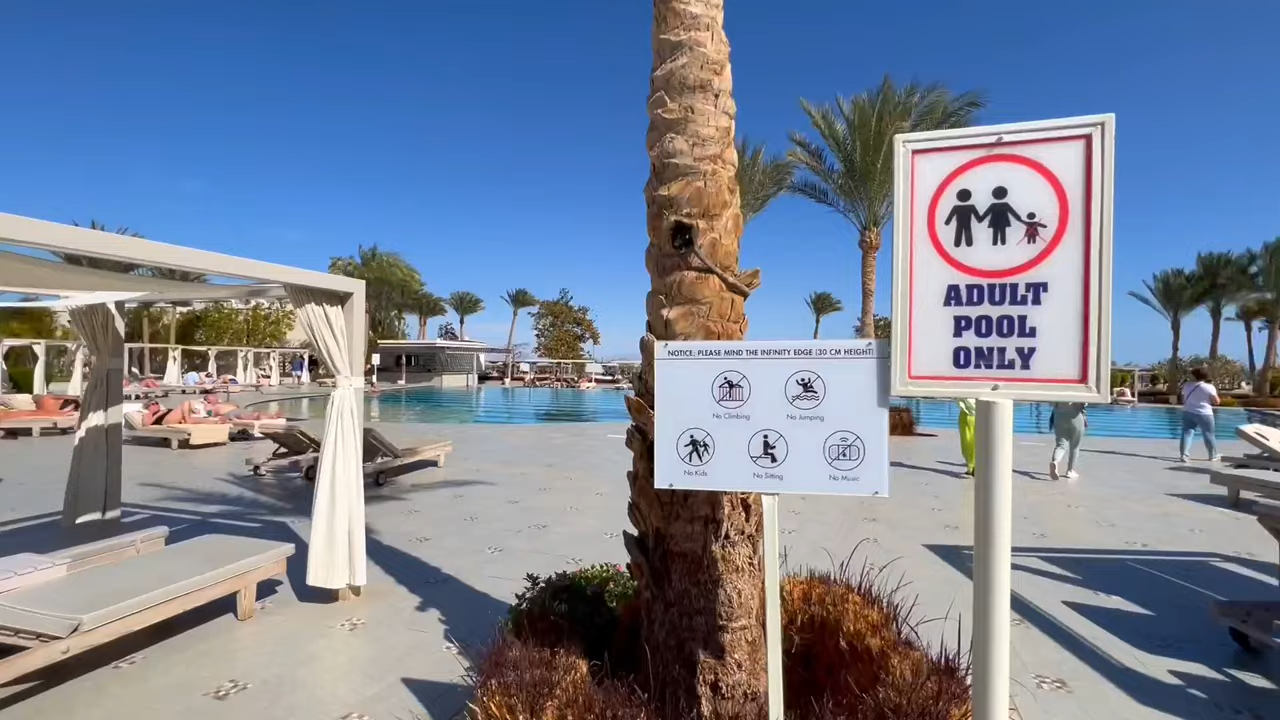 NOTICE: PLEASE MIND THE INFINITY EDGE (30 CM HEIGHT)
No Climbing
No Jumping
No Kids
No Sitting
No Music
ADULT
POOL
ONLY